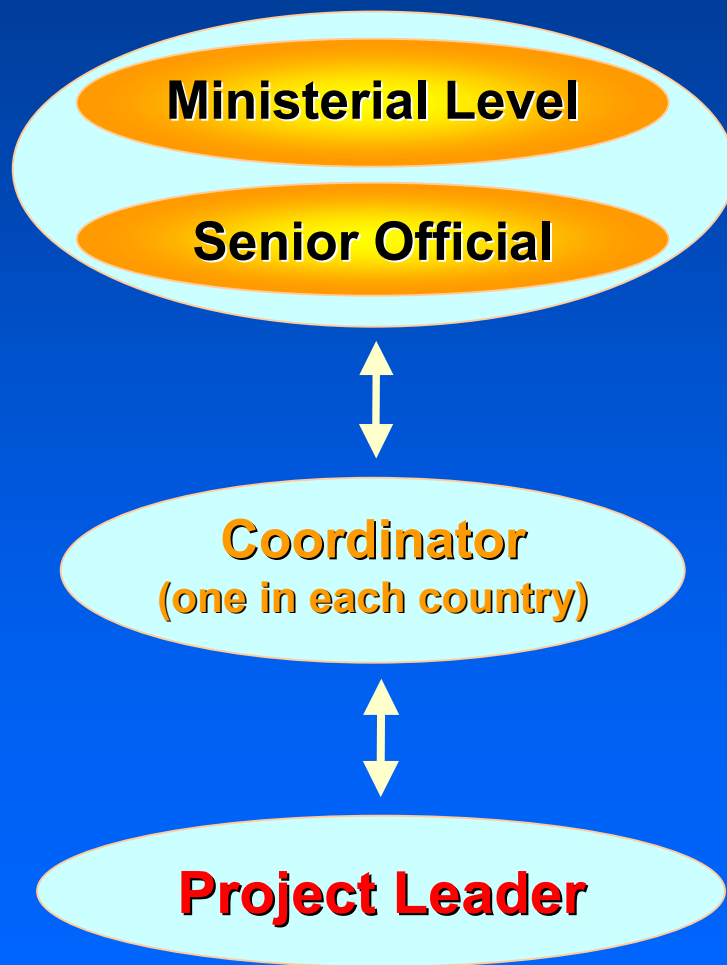 Ministerial Level
Senior Official
Coordinator
(one in each country)
Project Leader